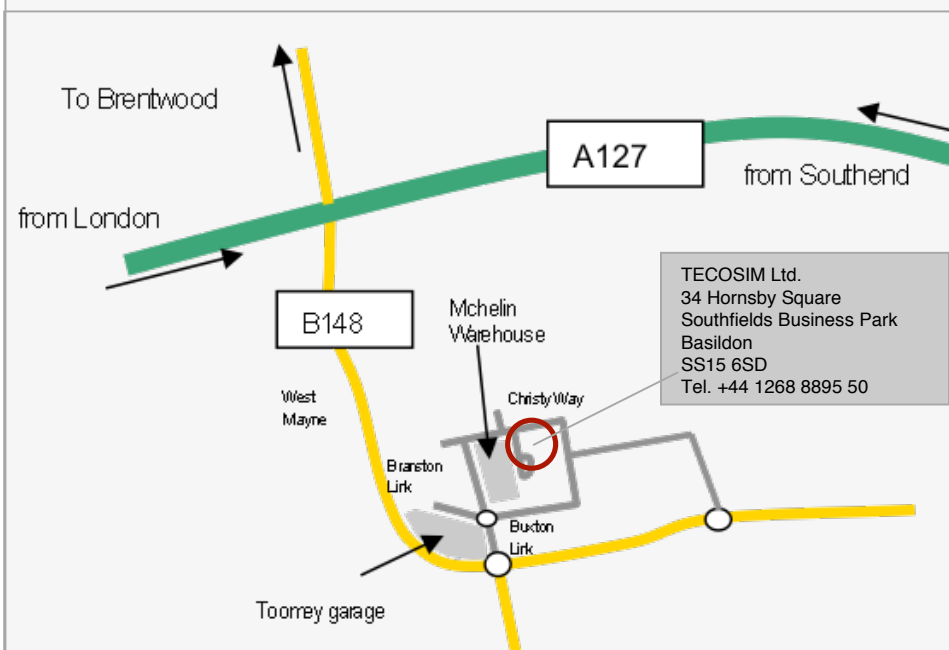 To Brentwood
A127
from Southend
from London
TECOSIM Ltd.
34 Hornsby Square
Southfields Business Park
Basildon
SS15 6SD
Tel. +44 1268 8895 50
B148
Mchelin
Warehouse
West
Mayne
Christy Way
Branston
Lirk
Buxton
Lirk
Toomey garage